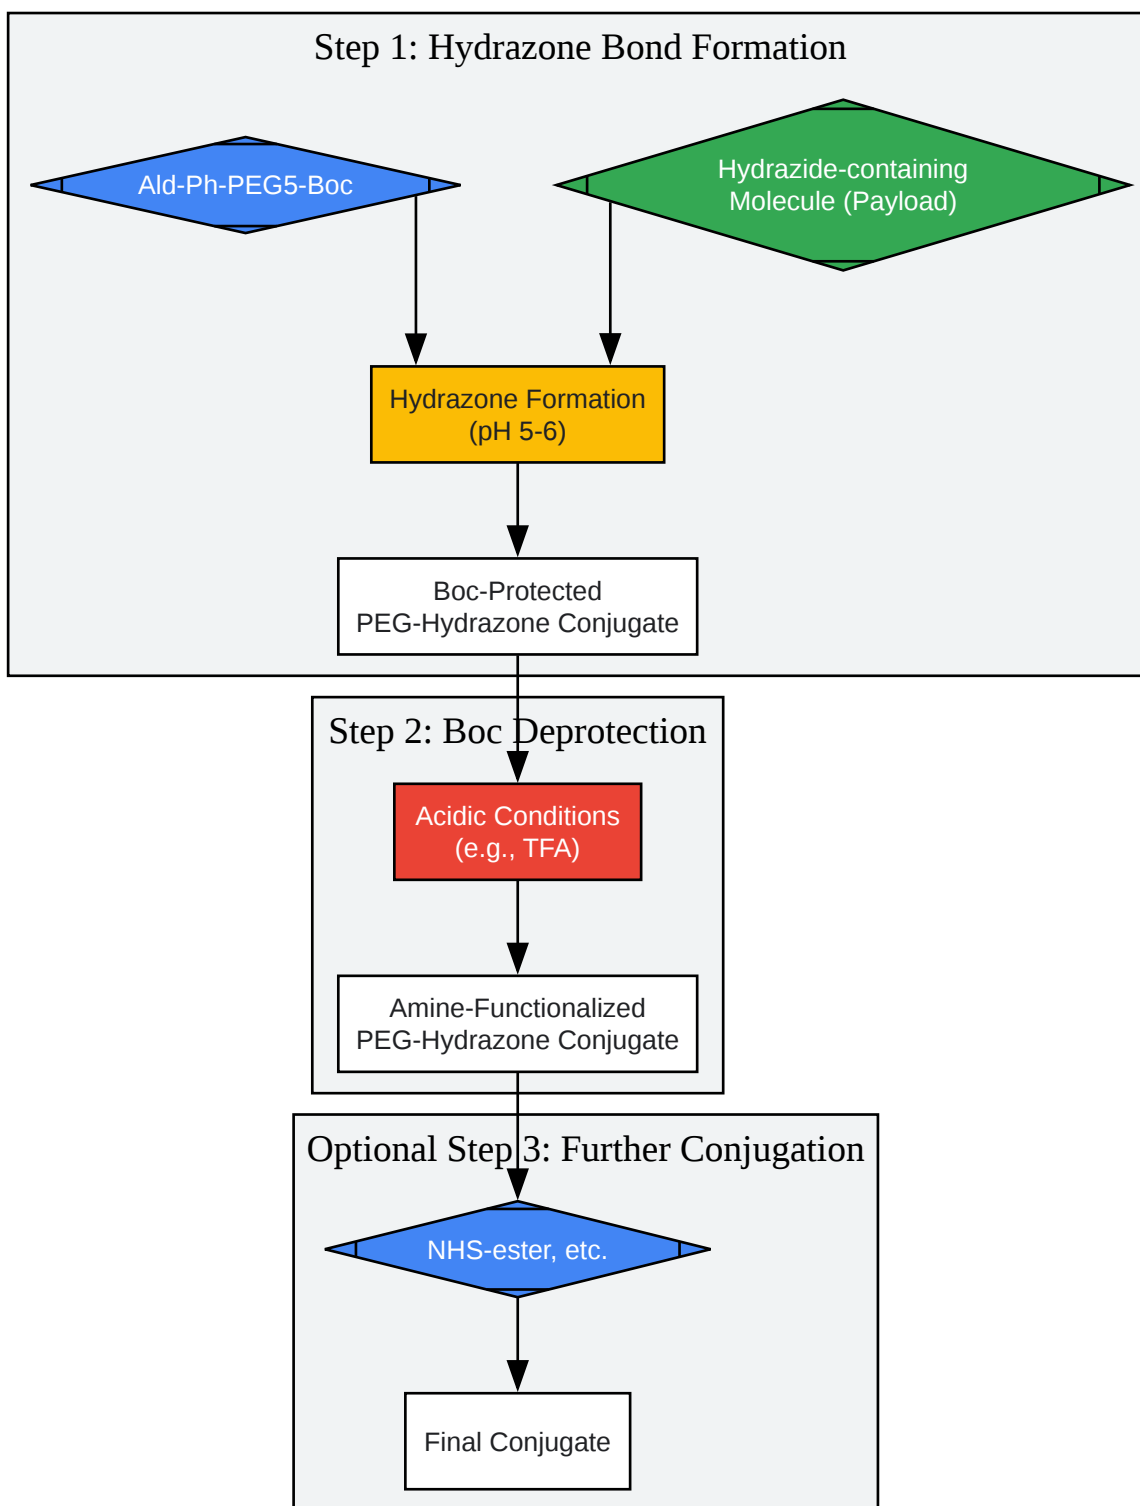 Step 1: Hydrazone Bond Formation
Ald-Ph-PEG5-Boc
Hydrazide-containing
Molecule (Payload)
Hydrazone Formation
(pH 5-6)
Boc-Protected
PEG-Hydrazone Conjugate
Step 2: Boc Deprotection
Acidic Conditions
(e.g., TFA)
Amine-Functionalized
PEG-Hydrazone Conjugate
Optional Step 3: Further Conjugation
NHS-ester, etc.
Final Conjugate